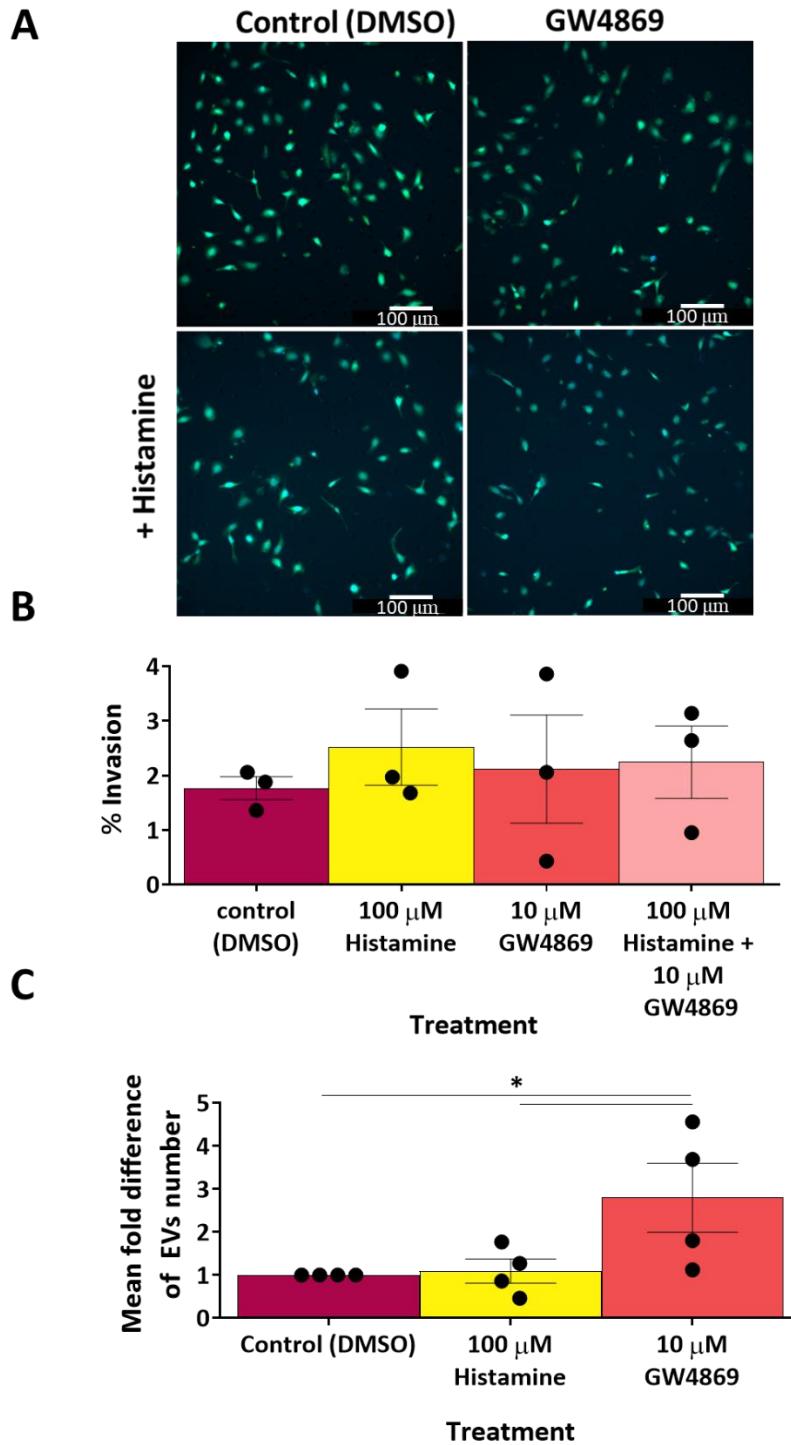 A
Control (DMSO)
GW4869
100 μm
100 μm
+ Histamine
100 μm
100 μm
B
% Invasion
4
3
2
1
0
control
(DMSO)
100 μM
Histamine
10 μM
GW4869
100 μM
Histamine +
10 μM
GW4869
Treatment
C
Mean fold difference
of EVs number
*
5
4
3
2
1
0
Control (DMSO)
100 μM
Histamine
10 μM
GW4869
Treatment